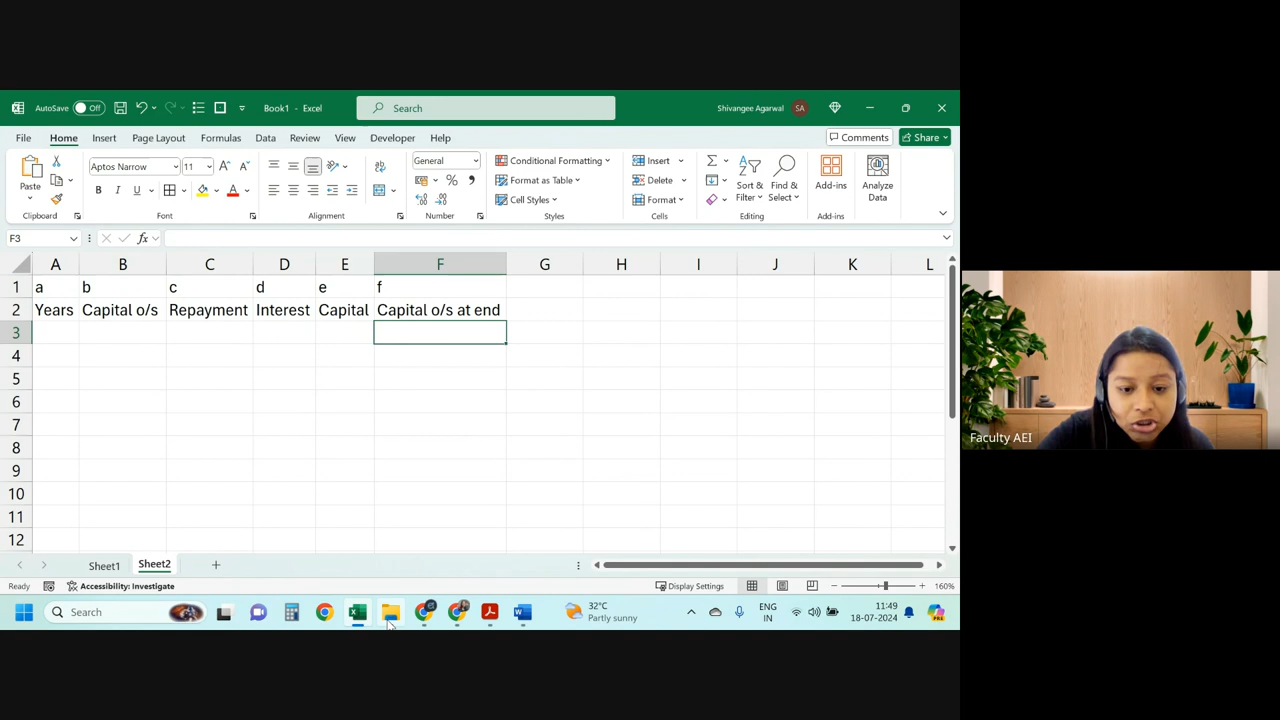 AutoSave Off Book1 - Excel Search Shivangee Agarwal SA
File Home Insert Page Layout Formulas Data Review View Developer Help Comments Share
Paste
Aptos Narrow 11
B I U A
ab
General
% ,
Conditional Formatting
Format as Table
Cell Styles
Insert
Delete
Format
Sort &
Filter
Find &
Select
Add-ins
Analyze
Data
Clipboard Font Alignment Number Styles Cells Editing Add-ins
F3 fx
A B C D E F G H I J K L
1 a b c d e f
2 Years Capital o/s Repayment Interest Capital Capital o/s at end
3
4
5
6
7
8
9
10
11
12
Sheet1 Sheet2
Ready Accessibility: Investigate Display Settings 160%
Search
32°C
Partly sunny
ENG
IN
11:49
18-07-2024
Faculty AEI